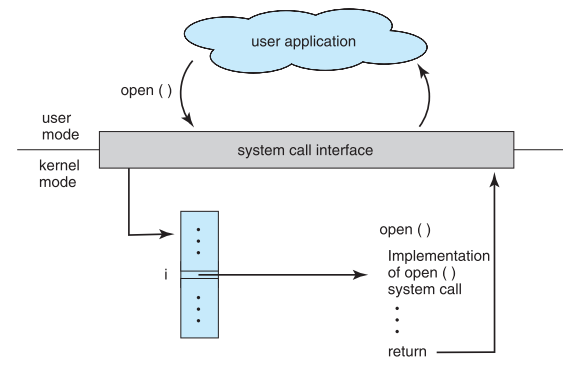 user application
open ( )
user
mode
system call interface
kernel
mode
open ( )
i
Implementation
of open ( )
system call
return